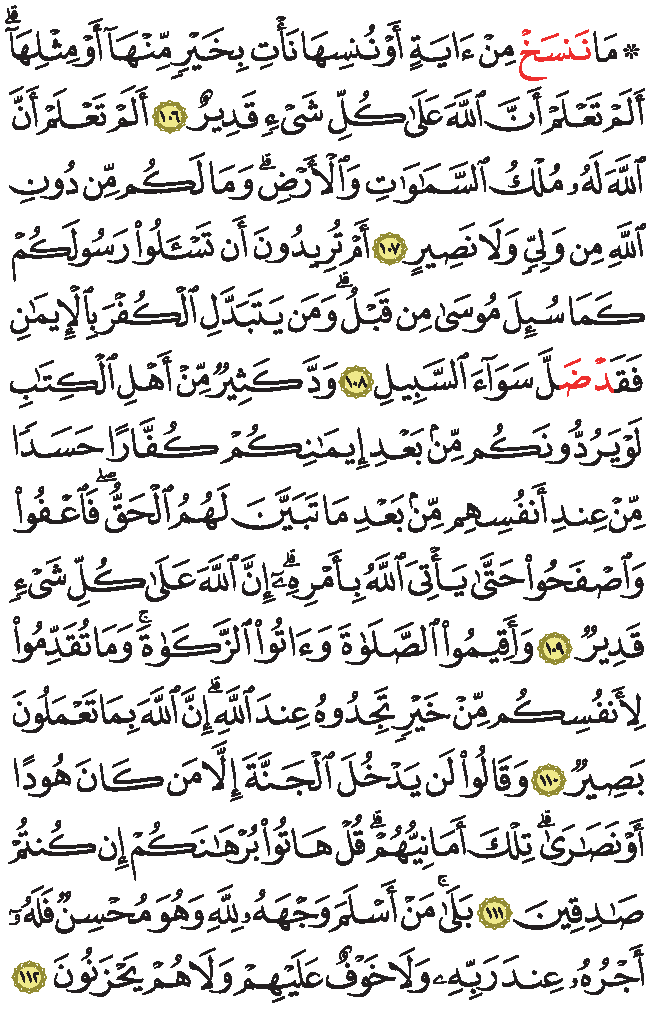 ۞ مَا نَنسَخْ مِنْ ءَايَةٍ أَوْ نُنسِهَا نَأْتِ بِخَيْرٍ مِّنْهَآ أَوْ مِثْلِهَآ ۗ
أَلَمْ تَعْلَمْ أَنَّ ٱللَّهَ عَلَىٰ كُلِّ شَىْءٍ قَدِيرٌ ١٠٦ أَلَمْ تَعْلَمْ أَنَّ
ٱللَّهَ لَهُۥ مُلْكُ ٱلسَّمَـٰوَٰتِ وَٱلْأَرْضِ ۗ وَمَا لَكُم مِّن دُونِ
ٱللَّهِ مِن وَلِىٍّ وَلَا نَصِيرٍ ١٠٧ أَمْ تُرِيدُونَ أَن تَسْـَٔلُوا۟ رَسُولَكُمْ
كَمَا سُئِلَ مُوسَىٰ مِن قَبْلُ ۗ وَمَن يَتَبَدَّلِ ٱلْكُفْرَ بِٱلْإِيمَـٰنِ
فَقَدْ ضَلَّ سَوَآءَ ٱلسَّبِيلِ ١٠٨ وَدَّ كَثِيرٌ مِّنْ أَهْلِ ٱلْكِتَـٰبِ
لَوْ يَرُدُّونَكُم مِّنۢ بَعْدِ إِيمَـٰنِكُمْ كُفَّارًا حَسَدًا
مِّنْ عِندِ أَنفُسِهِم مِّنۢ بَعْدِ مَا تَبَيَّنَ لَهُمُ ٱلْحَقُّ ۖ فَٱعْفُوا۟
وَٱصْفَحُوا۟ حَتَّىٰ يَأْتِىَ ٱللَّهُ بِأَمْرِهِۦٓ ۗ إِنَّ ٱللَّهَ عَلَىٰ كُلِّ شَىْءٍ
قَدِيرٌ ١٠٩ وَأَقِيمُوا۟ ٱلصَّلَوٰةَ وَءَاتُوا۟ ٱلزَّكَوٰةَ ۚ وَمَا تُقَدِّمُوا۟
لِأَنفُسِكُم مِّنْ خَيْرٍ تَجِدُوهُ عِندَ ٱللَّهِ ۗ إِنَّ ٱللَّهَ بِمَا تَعْمَلُونَ
بَصِيرٌ ١١٠ وَقَالُوا۟ لَن يَدْخُلَ ٱلْجَنَّةَ إِلَّا مَن كَانَ هُودًا
أَوْ نَصَـٰرَىٰ ۗ تِلْكَ أَمَانِيُّهُمْ ۗ قُلْ هَاتُوا۟ بُرْهَـٰنَكُمْ إِن كُنتُمْ
صَـٰدِقِينَ ١١١ بَلَىٰ ۚ مَنْ أَسْلَمَ وَجْهَهُۥ لِلَّهِ وَهُوَ مُحْسِنٌ فَلَهُۥٓ
أَجْرُهُۥ عِندَ رَبِّهِۦ وَلَا خَوْفٌ عَلَيْهِمْ وَلَا هُمْ يَحْزَنُونَ ١١٢